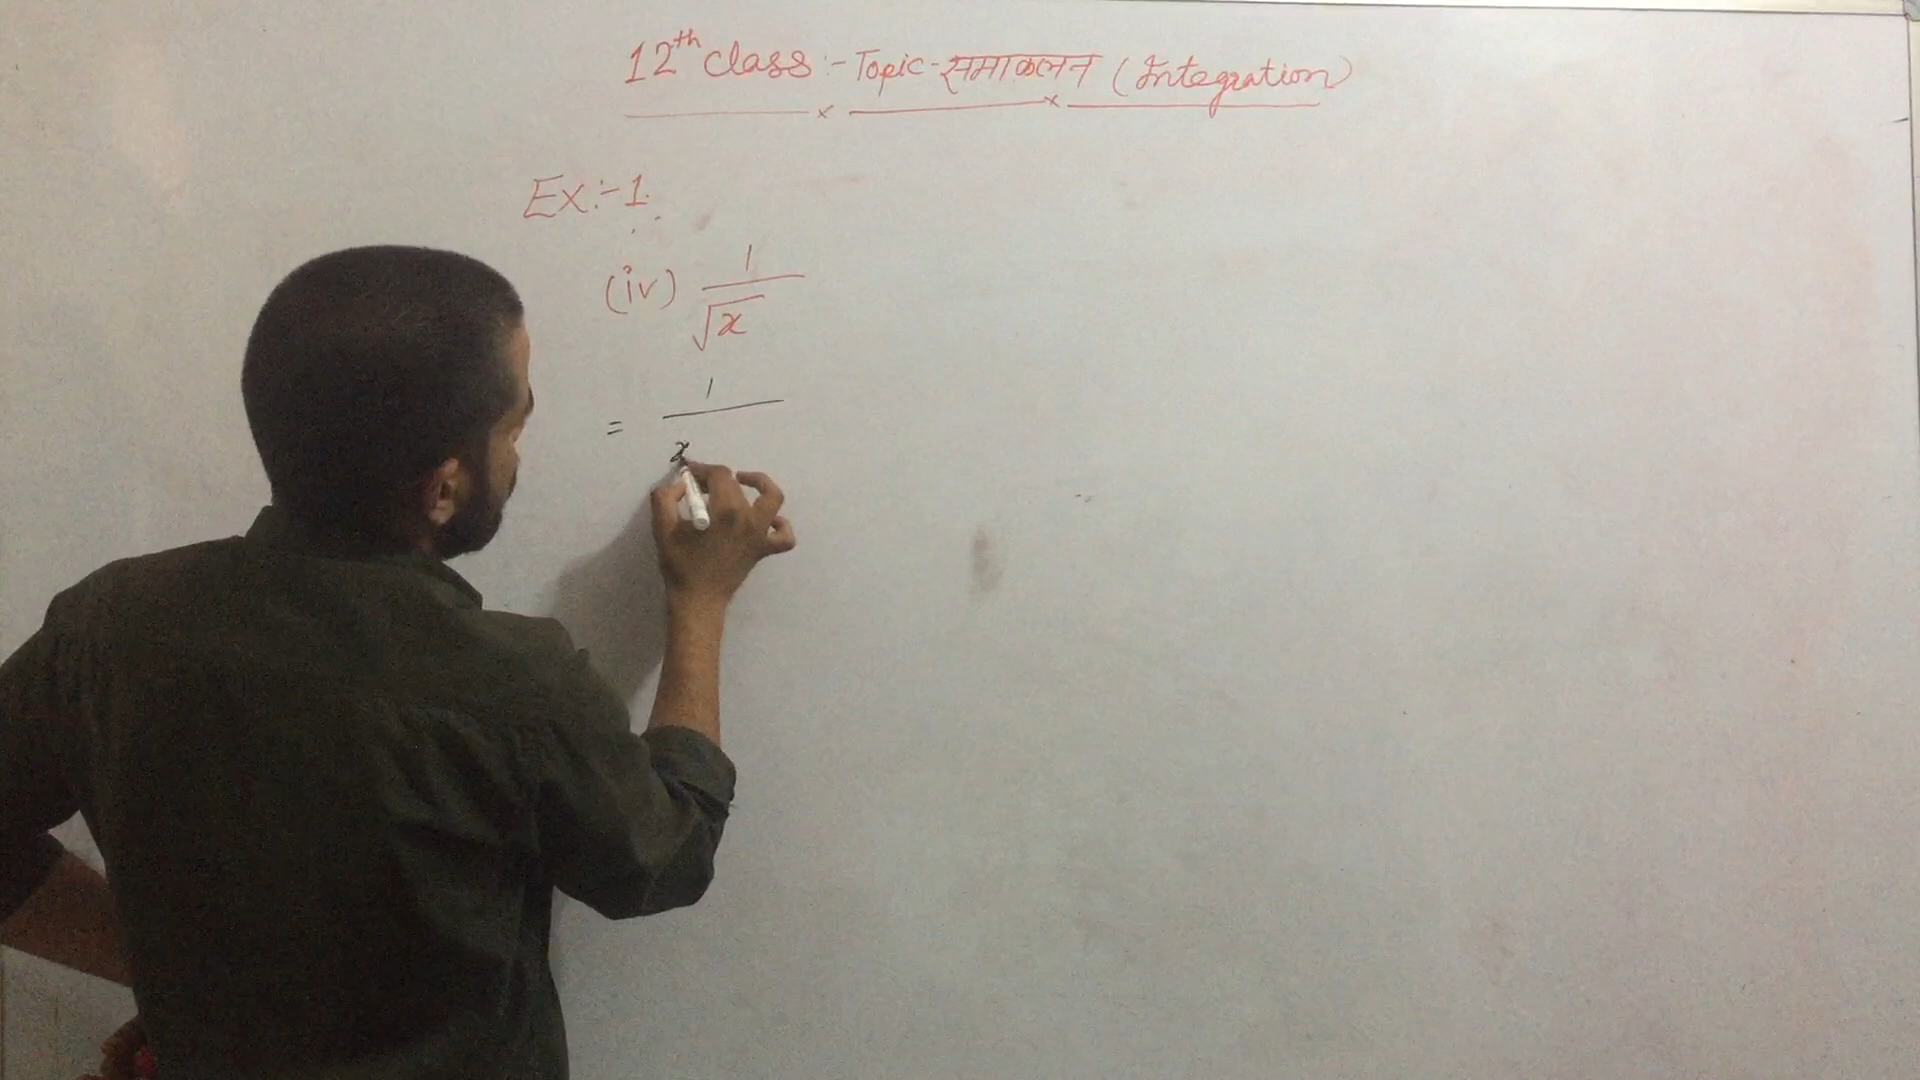 12th class :- Topic - समाकलन (Integration)
Ex:- 1.
(iv) 1/√x
= 1/x